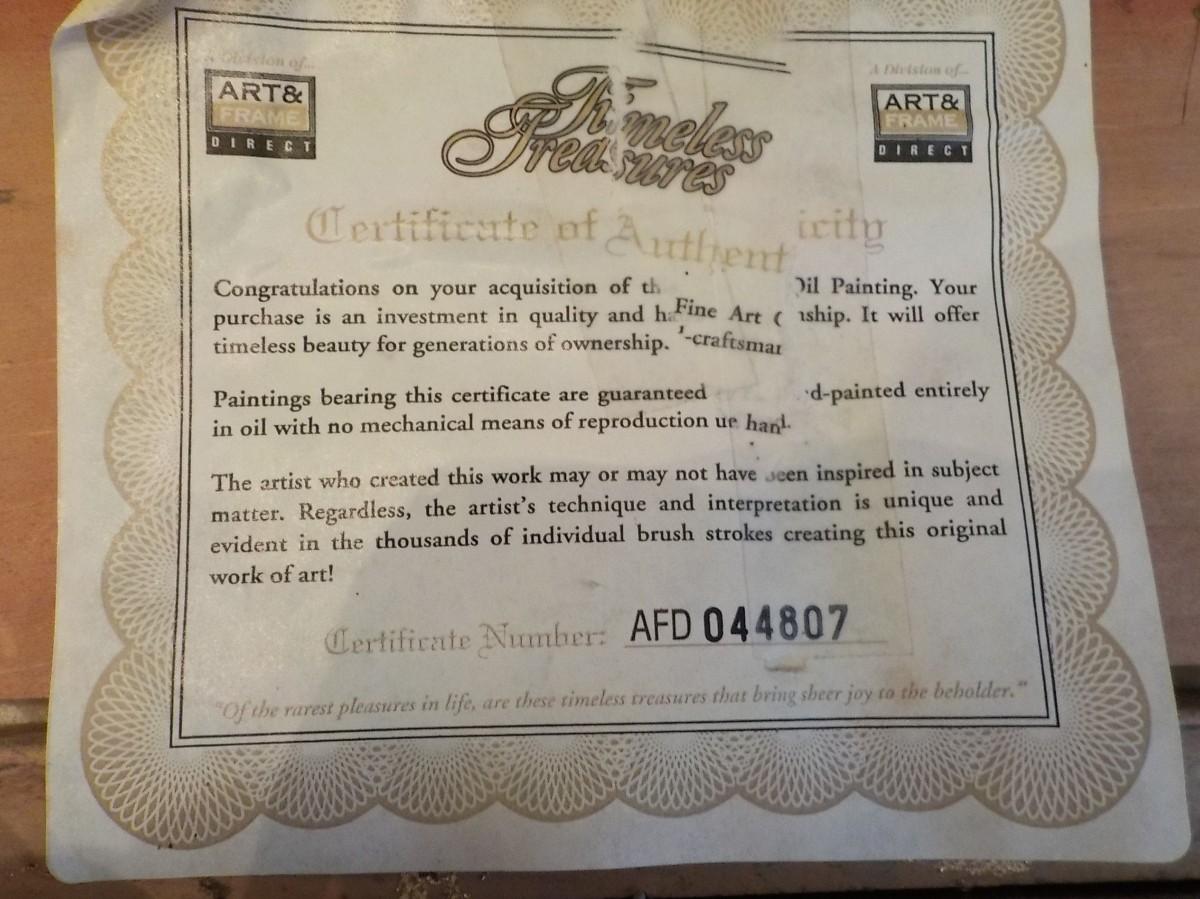 A Division of...
ART&
FRAME
DIRECT
Timeless
Treasures
A Division of...
ART&
FRAME
DIRECT
Certificate of Authenticity
Congratulations on your acquisition of th Fine Art Oil Painting. Your
purchase is an investment in quality and -craftsmanship. It will offer
timeless beauty for generations of ownership.
Paintings bearing this certificate are guaranteed hand-painted entirely
in oil with no mechanical means of reproduction
The artist who created this work may or may not have been inspired in subject
matter. Regardless, the artist's technique and interpretation is unique and
evident in the thousands of individual brush strokes creating this original
work of art!
Certificate Number: AFD 044807
"Of the rarest pleasures in life, are these timeless treasures that bring sheer joy to the beholder."